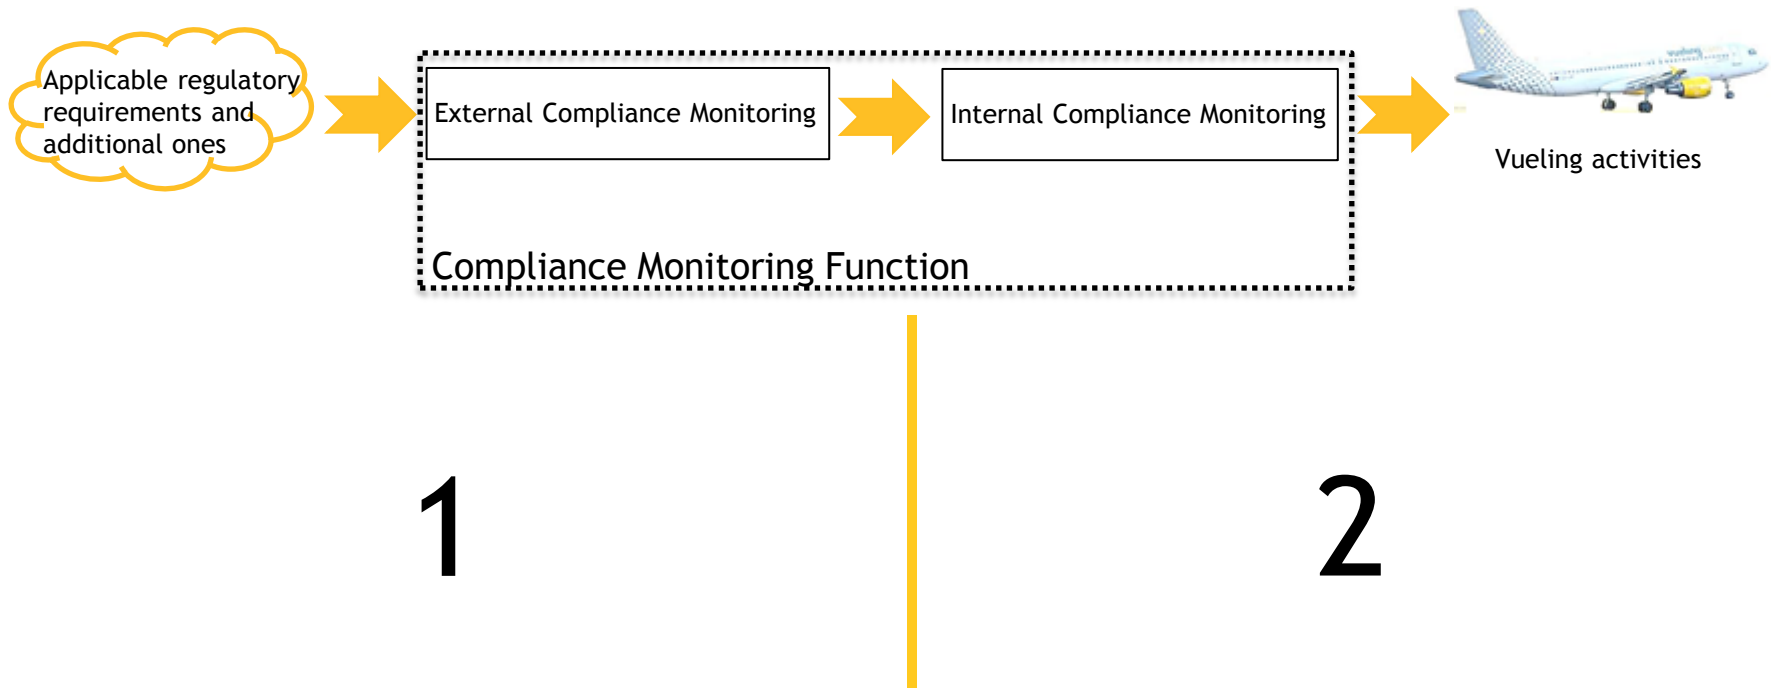 Applicable regulatory
requirements and
additional ones
External Compliance Monitoring
Internal Compliance Monitoring
vueling
Vueling activities
Compliance Monitoring Function
1
2